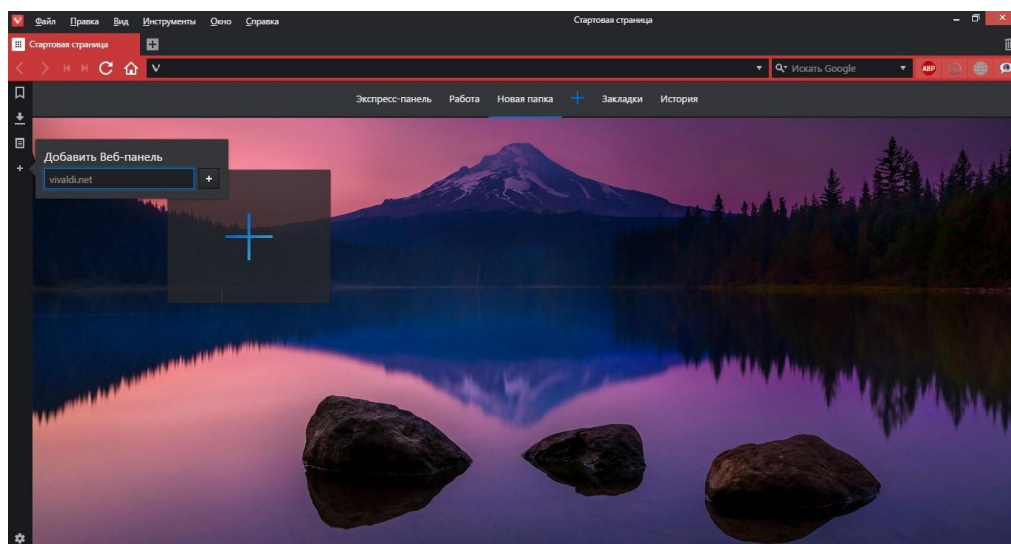 Файл Правка Вид Инструменты Окно Справка Стартовая страница
Стартовая страница
Искать Google ABP
Экспресс-панель Работа Новая папка Закладки История
Добавить Веб-панель
vivaldi.net